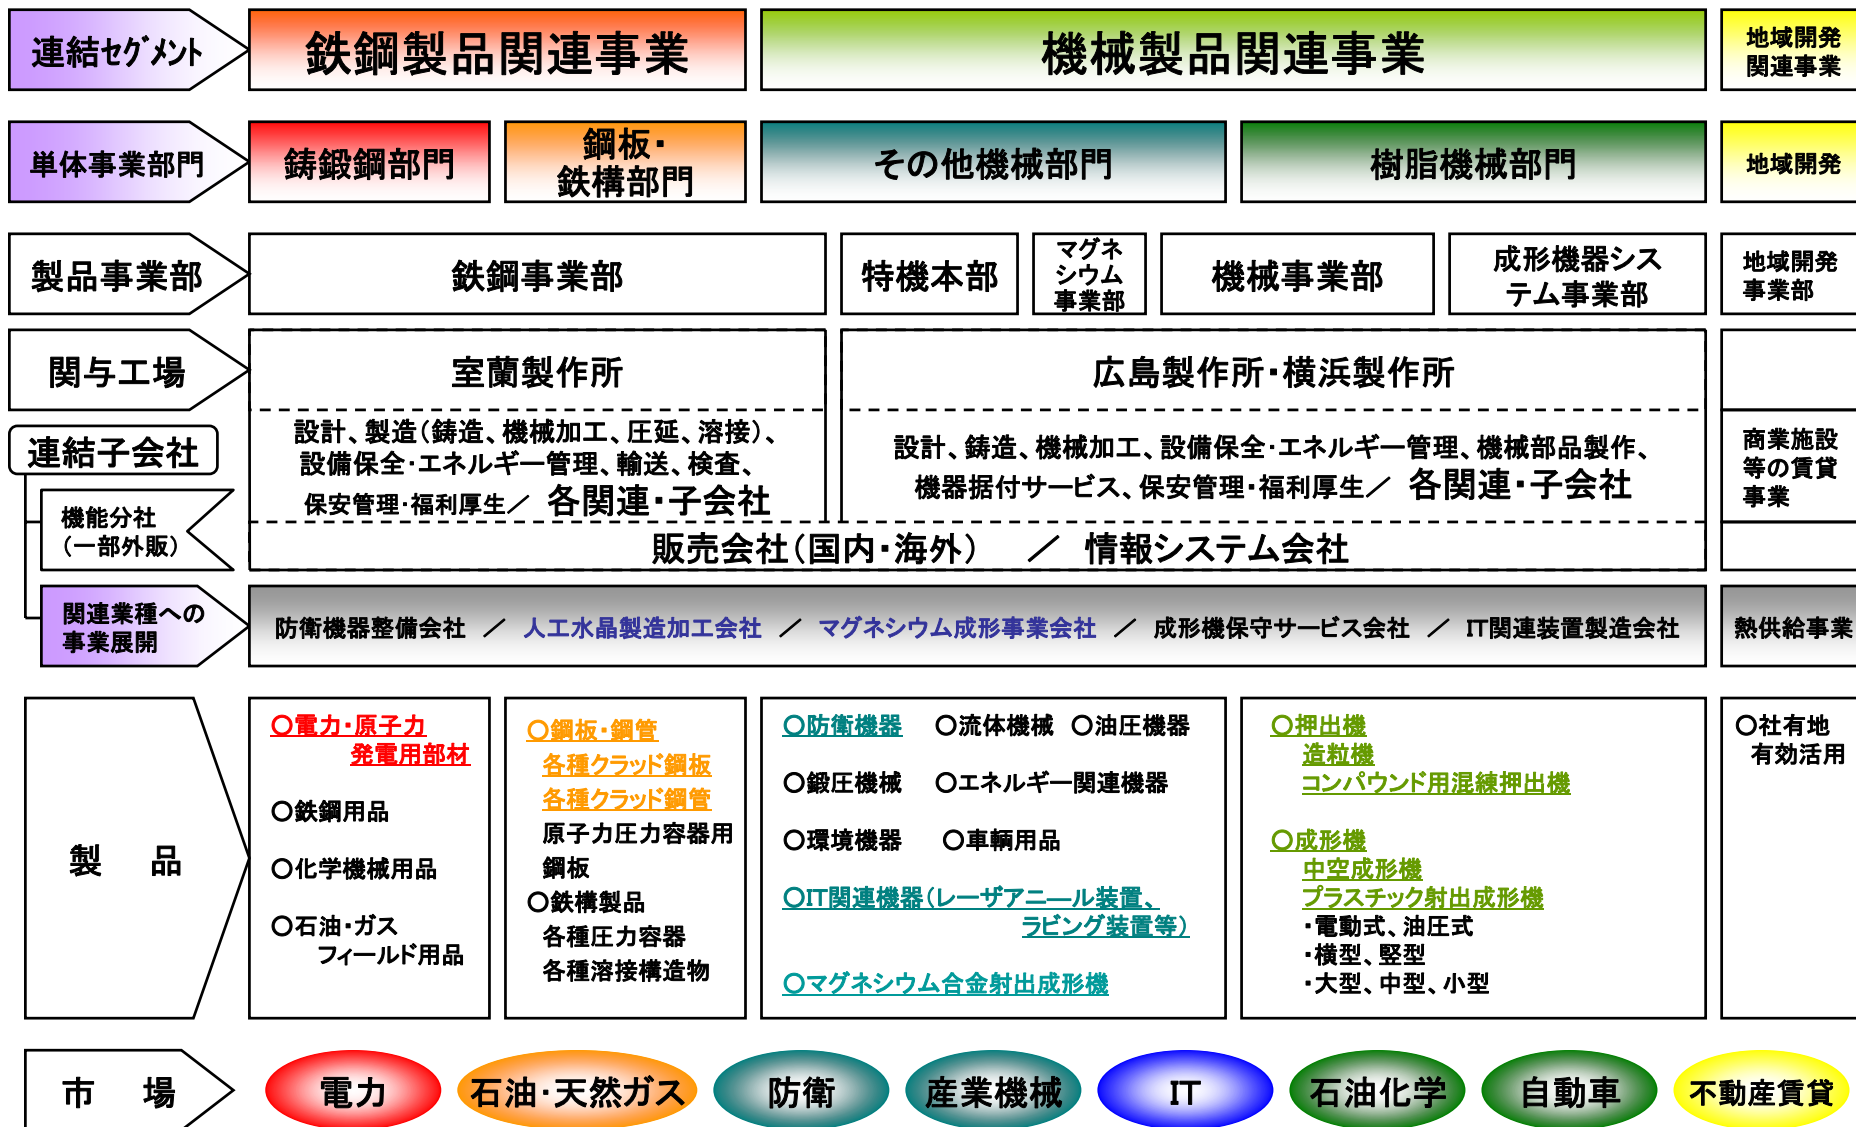 連結セグメント
鉄鋼製品関連事業
機械製品関連事業
地域開発
関連事業
単体事業部門
鋳鍛鋼部門
鋼板・
鉄構部門
その他機械部門
樹脂機械部門
地域開発
製品事業部
鉄鋼事業部
特機本部
マグネ
シウム
事業部
機械事業部
成形機器シス
テム事業部
地域開発
事業部
関与工場
室蘭製作所
広島製作所・横浜製作所
連結子会社
設計、製造（鋳造、機械加工、圧延、溶接）、
設備保全・エネルギー管理、輸送、検査、
保安管理・福利厚生／ 各関連・子会社
設計、鋳造、機械加工、設備保全・エネルギー管理、機械部品製作、
機器据付サービス、保安管理・福利厚生／ 各関連・子会社
商業施設
等の賃貸
事業
機能分社
（一部外販）
販売会社（国内・海外） ／ 情報システム会社
関連業種への
事業展開
防衛機器整備会社 ／ 人工水晶製造加工会社 ／ マグネシウム成形事業会社 ／ 成形機保守サービス会社 ／ IT関連装置製造会社
熱供給事業
製 品
○電力・原子力
発電用部材
○鉄鋼用品
○化学機械用品
○石油・ガス
フィールド用品
○鋼板・鋼管
各種クラッド鋼板
各種クラッド鋼管
原子力圧力容器用
鋼板
○鉄構製品
各種圧力容器
各種溶接構造物
○防衛機器 ○流体機械 ○油圧機器
○鍛圧機械 ○エネルギー関連機器
○環境機器 ○車輌用品
○IT関連機器（レーザアニール装置、
ラビング装置等）
○マグネシウム合金射出成形機
○押出機
造粒機
コンパウンド用混練押出機
○成形機
中空成形機
プラスチック射出成形機
・電動式、油圧式
・横型、竪型
・大型、中型、小型
○社有地
有効活用
市 場
電力
石油・天然ガス
防衛
産業機械
IT
石油化学
自動車
不動産賃貸